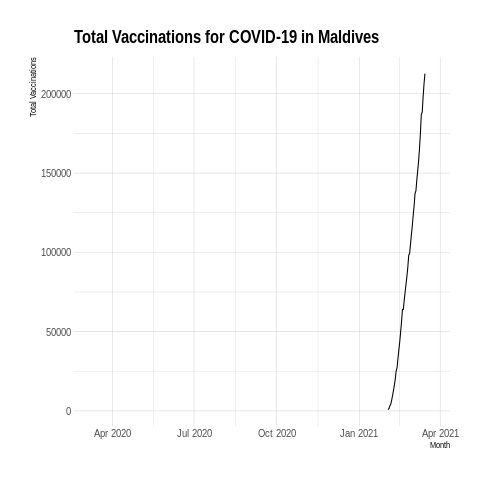 Total Vaccinations for COVID-19 in Maldives
Total Vaccinations
200000
150000
100000
50000
0
Apr 2020 Jul 2020 Oct 2020 Jan 2021 Apr 2021
Month